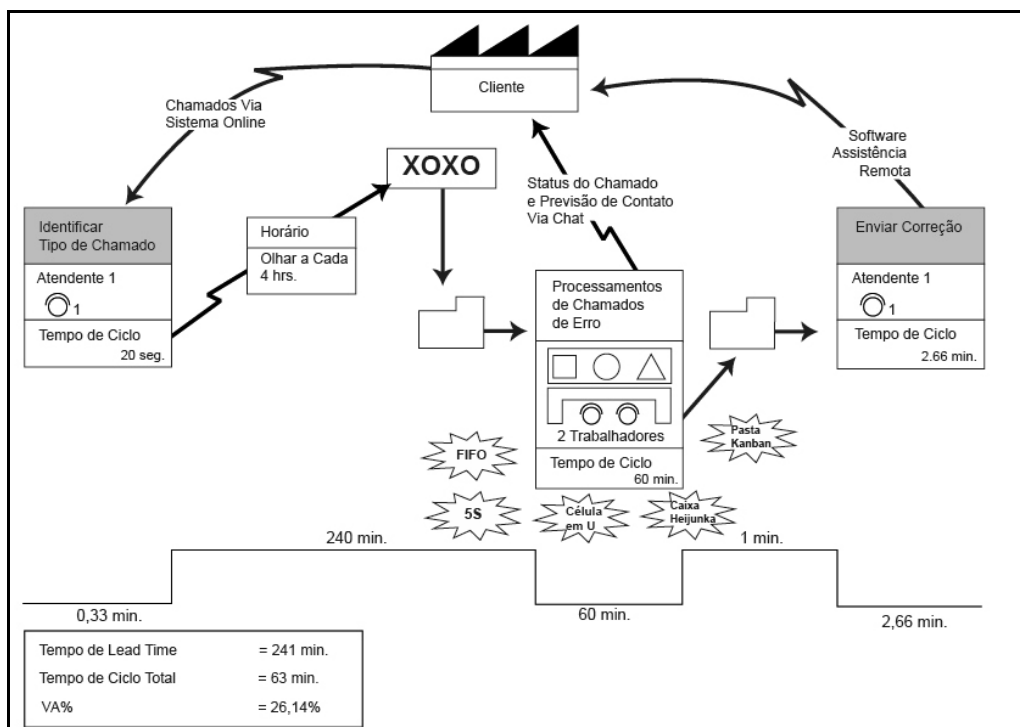 Cliente
Chamados Via
Sistema Online
Software
Assistência
Remota
XOXO
Status do Chamado
e Previsão de Contato
Via Chat
Identificar
Tipo de Chamado
Atendente 1
1
Tempo de Ciclo
20 seg.
Horário
Olhar a Cada
4 hrs.
Processamentos
de Chamados
de Erro
2 Trabalhadores
Tempo de Ciclo
60 min.
Enviar Correção
Atendente 1
1
Tempo de Ciclo
2.66 min.
Pasta
Kanban
FIFO
5S
Célula
em U
Caixa
Heijunka
240 min.
1 min.
0,33 min.
60 min.
2,66 min.
Tempo de Lead Time = 241 min.
Tempo de Ciclo Total = 63 min.
VA% = 26,14%